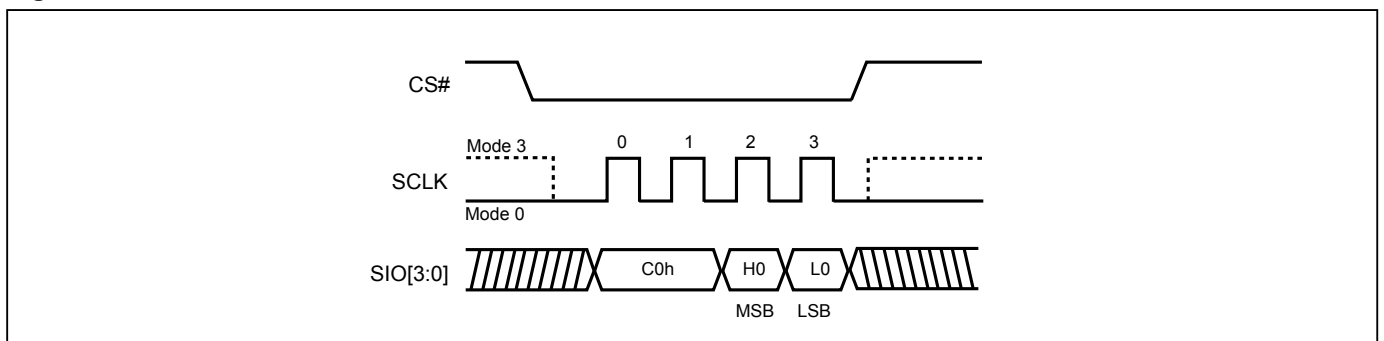 CS#
Mode 3 0 1 2 3
SCLK
Mode 0
SIO[3:0] C0h H0 L0
MSB LSB